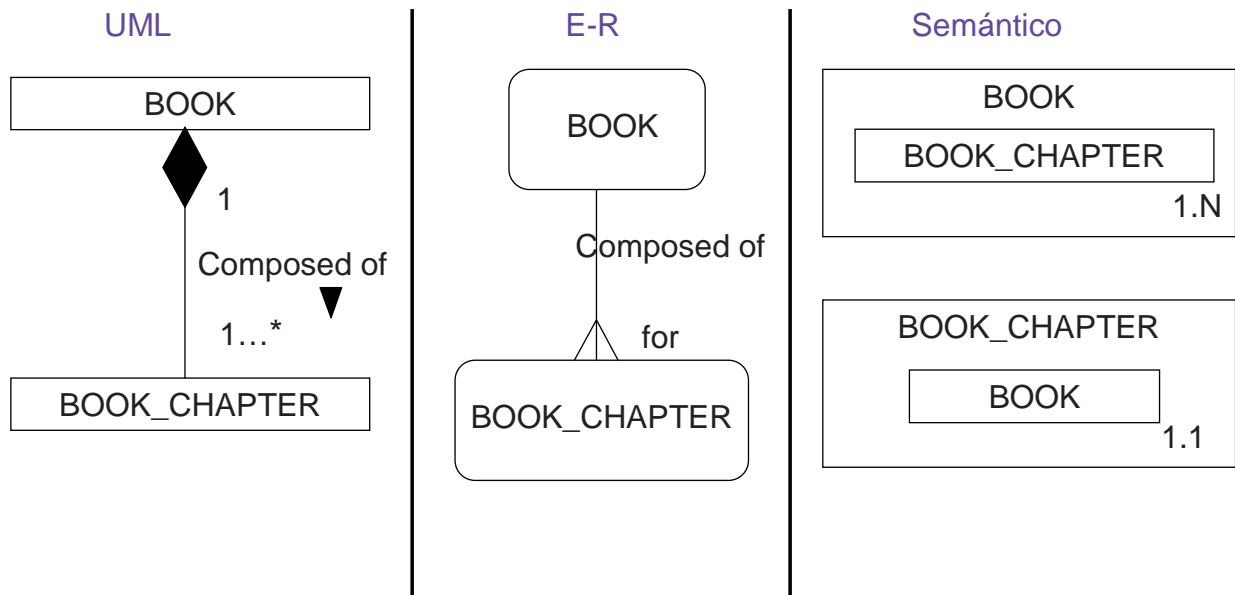 UML
BOOK
1
Composed of
1…*
BOOK_CHAPTER
E-R
BOOK
Composed of
for
BOOK_CHAPTER
Semántico
BOOK
BOOK_CHAPTER
1.N
BOOK_CHAPTER
BOOK
1.1